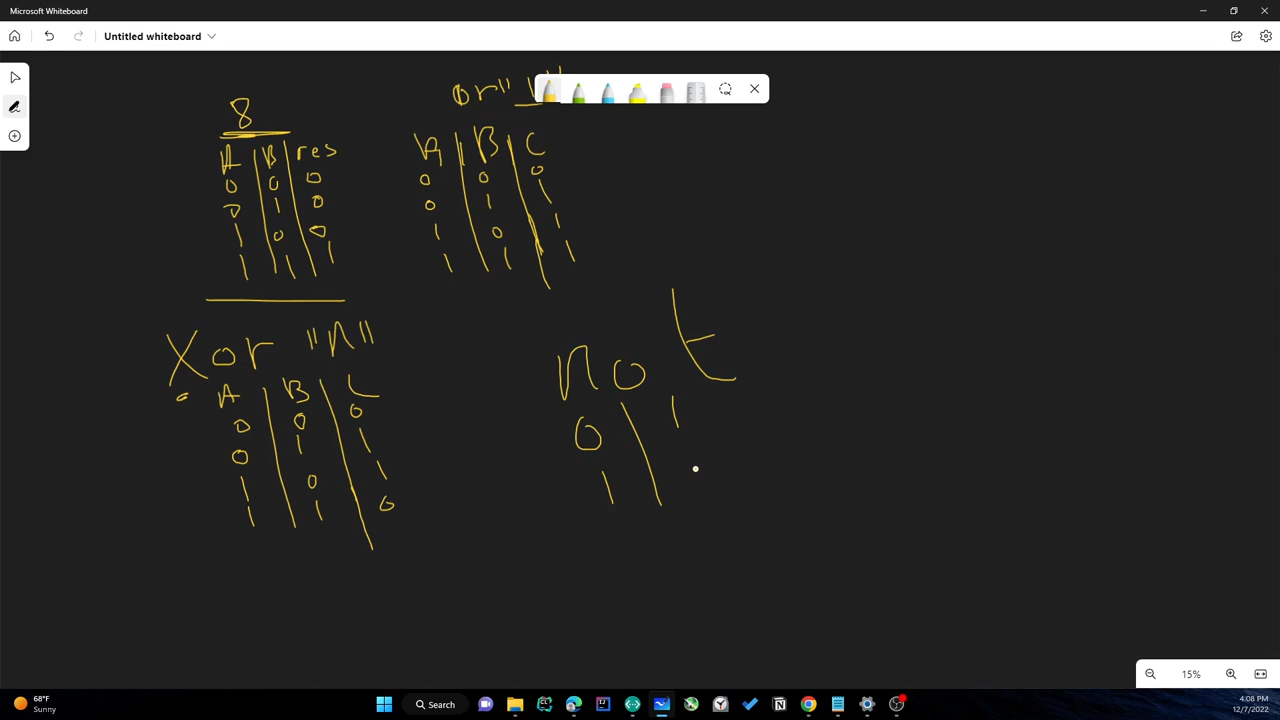 Microsoft Whiteboard
Untitled whiteboard
8
A B res
0 0 0
0 1 0
1 0 0
1 1 1
or "
A B C
0 0 0
0 1 1
1 0 1
1 1 1
Xor "^"
A B C
0 0 0
0 1 1
1 0 1
1 1 0
not
0 1
1
15%
68°F
Sunny
Search
4:08 PM
12/7/2022